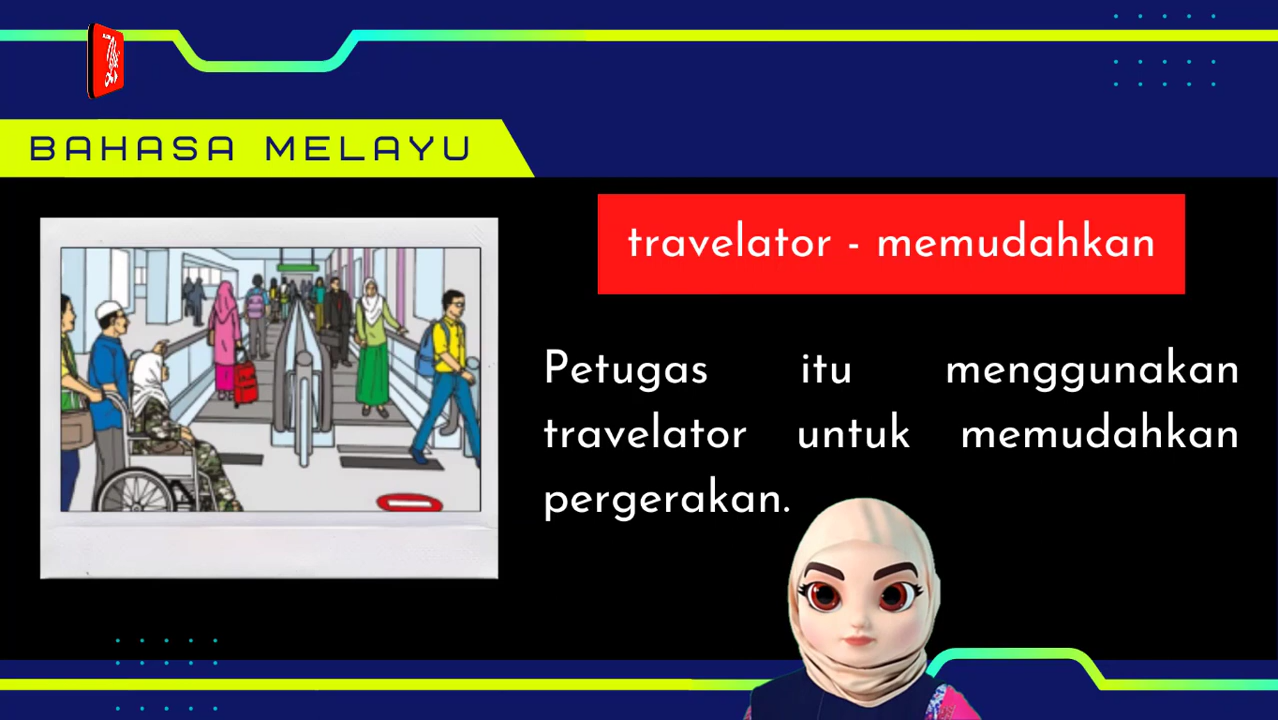 BAHASA MELAYU
travelator - memudahkan
Petugas itu menggunakan
travelator untuk memudahkan
pergerakan.